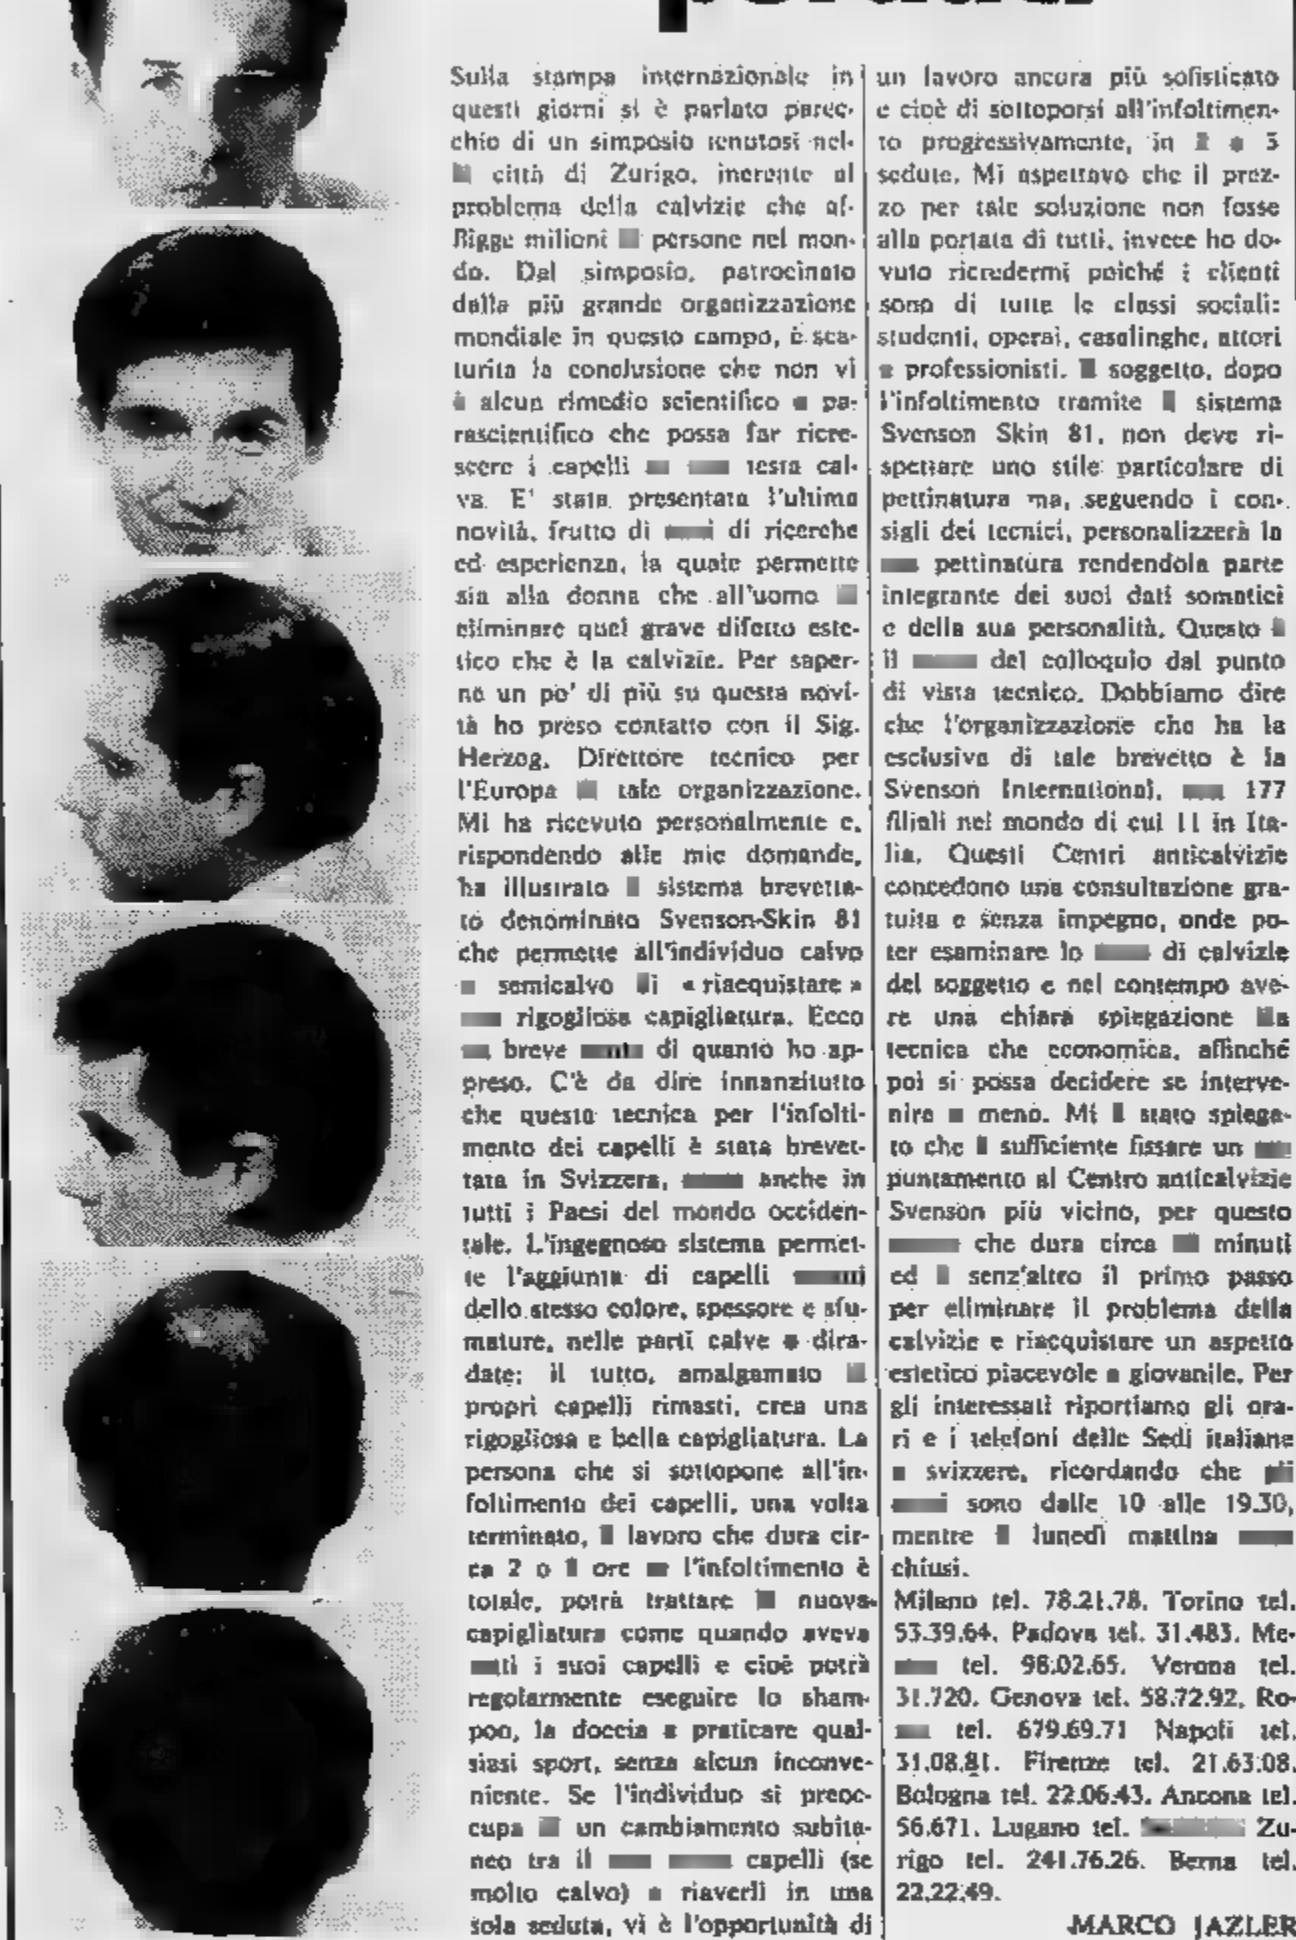 Sulla stampa internazionale in
questi giorni si è parlato parec-
chio di un simposio tenutosi nel-
città di Zurigo, inerente al
problema della calvizie che af-
fligge milioni persone nel mon-
do. Dal simposio, patrocinato
dalla più grande organizzazione
mondiale in questo campo, è sca-
turita la conclusione che non vi
è alcun rimedio scientifico o pa-
rascientifico che possa far ricre-
scere i capelli testa cal-
va. E' stata presentata l'ultima
novità, frutto di di ricerche
ed esperienza, la quale permette
sia alla donna che all'uomo
eliminare quel grave difetto este-
tico che è la calvizie. Per saper-
ne un po' di più su questa novi-
tà ho preso contatto con il Sig.
Herzog, Direttore tecnico per
l'Europa tale organizzazione.
Mi ha ricevuto personalmente e,
rispondendo alle mie domande,
ha illustrato sistema brevetta-
to denominato Svenson-Skin 81
che permette all'individuo calvo
semicalvo di « riacquistare »
rigogliosa capigliatura. Ecco
breve di quanto ho ap-
preso. C'è da dire innanzitutto
che questa tecnica per l'infolti-
mento dei capelli è stata brevet-
tata in Svizzera, anche in
tutti i Paesi del mondo occiden-
tale. L'ingegnoso sistema permet-
te l'aggiunta di capelli
dello stesso colore, spessore e sfu-
mature, nelle parti calve o dira-
date; il tutto, amalgamato
propri capelli rimasti, crea una
rigogliosa e bella capigliatura. La
persona che si sottopone all'in-
foltimento dei capelli, una volta
terminato, lavoro che dura cir-
ca 2 o ore l'infoltimento è
totale, potrà trattare nuova
capigliatura come quando aveva
i suoi capelli e cioè potrà
regolarmente eseguire lo sham-
poo, la doccia e praticare qual-
siasi sport, senza alcun inconve-
niente. Se l'individuo si preoc-
cupa un cambiamento subita-
neo tra il capelli (se
molto calvo) e riaverli in una
sola seduta, vi è l'opportunità di
un lavoro ancora più sofisticato
e cioè di sottoporsi all'infoltimen-
to progressivamente, in 2 o 3
sedute. Mi aspettavo che il prez-
zo per tale soluzione non fosse
alla portata di tutti, invece ho do-
vuto ricredermi poiché i clienti
sono di tutte le classi sociali:
studenti, operai, casalinghe, attori
e professionisti. soggetto, dopo
l'infoltimento tramite sistema
Svenson Skin 81, non deve ri-
spettare uno stile particolare di
pettinatura ma, seguendo i con-
sigli dei tecnici, personalizzerà la
pettinatura rendendola parte
integrante dei suoi dati somatici
e della sua personalità. Questo
il del colloquio dal punto
di vista tecnico. Dobbiamo dire
che l'organizzazione che ha la
esclusiva di tale brevetto è la
Svenson International, 177
filiali nel mondo di cui 11 in Ita-
lia. Questi Centri anticalvizie
concedono una consultazione gra-
tuita e senza impegno, onde po-
ter esaminare lo di calvizie
del soggetto e nel contempo ave-
re una chiara spiegazione
tecnica che economica, affinché
poi si possa decidere se interve-
nire o meno. Mi stato spiega-
to che sufficiente fissare un
puntamento al Centro anticalvizie
Svenson più vicino, per questo
che dura circa minuti
ed senz'altro il primo passo
per eliminare il problema della
calvizie e riacquistare un aspetto
estetico piacevole e giovanile. Per
gli interessati riportiamo gli ora-
ri e i telefoni delle Sedi italiane
e svizzere, ricordando che gli
sono dalle 10 alle 19.30,
mentre lunedì mattina
chiusi.
Milano tel. 78.21.78. Torino tel.
53.39.64. Padova tel. 31.483. Me-
tel. 98.02.65. Verona tel.
31.720. Genova tel. 58.72.92. Ro-
tel. 679.69.71 Napoli tel.
31.08.81. Firenze tel. 21.63.08.
Bologna tel. 22.06.43. Ancona tel.
56.671. Lugano tel. Zu-
rigo tel. 241.76.26. Berna tel.
22.22.49.
MARCO JAZLER